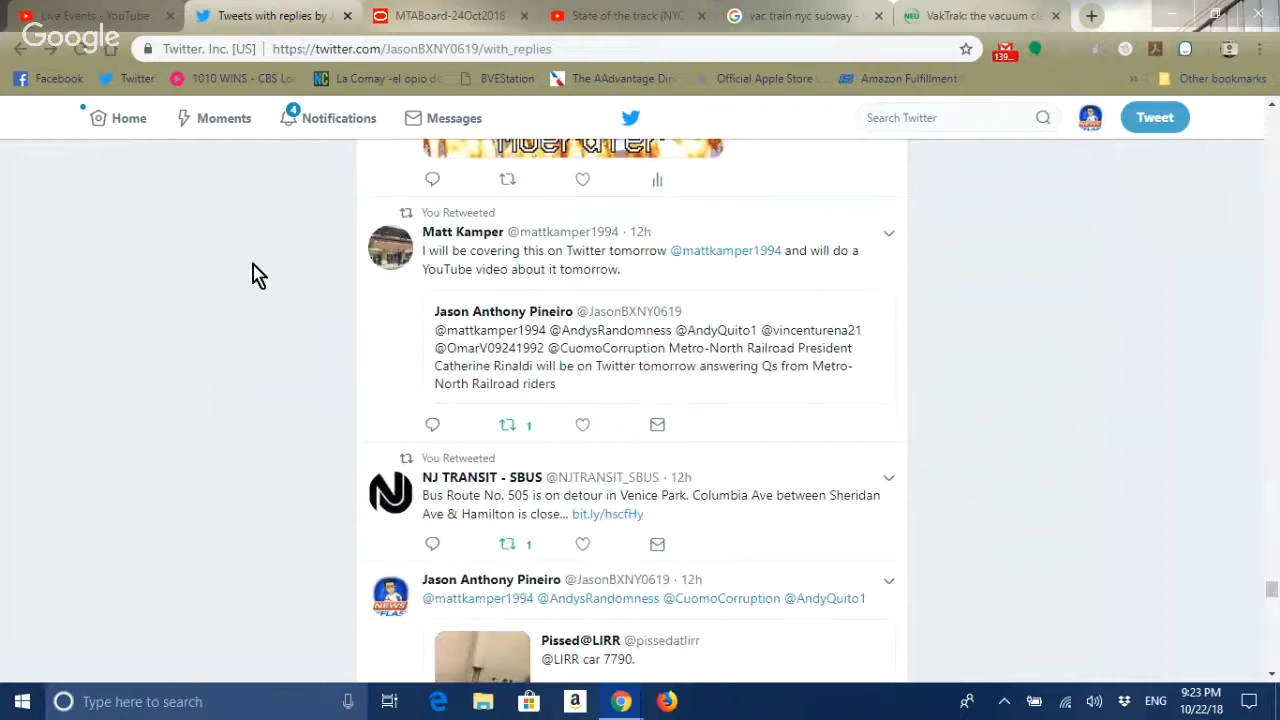 Live Events - YouTube
Tweets with replies by J
MTABoard-24Oct2018
State of the track (NYC
vac train nyc subway -
VakTrak: the vacuum cle
Google
Twitter, Inc. [US]
https://twitter.com/JasonBXNY0619/with_replies
139...
Facebook
Twitter
1010 WINS - CBS Lo
La Comay -el opio de
BVEStation
The AAdvantage Din
Official Apple Store
Amazon Fulfillment
Other bookmarks
Home
Moments
4
Notifications
Messages
Search Twitter
Tweet
You Retweeted
Matt Kamper @mattkamper1994 · 12h
I will be covering this on Twitter tomorrow @mattkamper1994 and will do a
YouTube video about it tomorrow.
Jason Anthony Pineiro @JasonBXNY0619
@mattkamper1994 @AndysRandomness @AndyQuito1 @vincenturena21
@OmarV09241992 @CuomoCorruption Metro-North Railroad President
Catherine Rinaldi will be on Twitter tomorrow answering Qs from Metro-
North Railroad riders
1
You Retweeted
NJ TRANSIT - SBUS @NJTRANSIT_SBUS · 12h
Bus Route No. 505 is on detour in Venice Park. Columbia Ave between Sheridan
Ave & Hamilton is close... bit.ly/hscfHy
1
Jason Anthony Pineiro @JasonBXNY0619 · 12h
@mattkamper1994 @AndysRandomness @CuomoCorruption @AndyQuito1
NEWS
FLAS
Pissed@LIRR @pissedatlirr
@LIRR car 7790.
Type here to search
ENG
9:23 PM
10/22/18